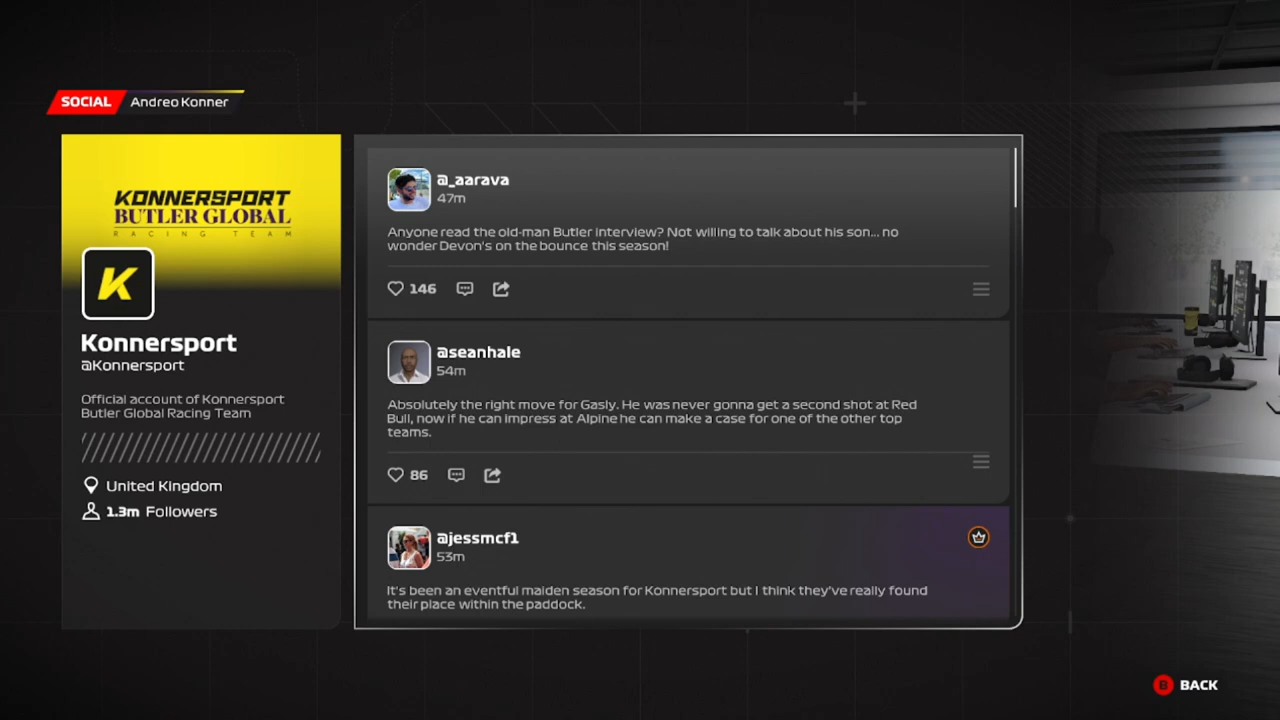 SOCIAL Andreo Konner
KONNERSPORT
BUTLER GLOBAL
RACING TEAM
K
Konnersport
@Konnersport
Official account of Konnersport
Butler Global Racing Team
United Kingdom
1.3m Followers
@_aarava
47m
Anyone read the old-man Butler interview? Not willing to talk about his son... no
wonder Devon's on the bounce this season!
146
@seanhale
54m
Absolutely the right move for Gasly. He was never gonna get a second shot at Red
Bull, now if he can impress at Alpine he can make a case for one of the other top
teams.
86
@jessmcf1
53m
It's been an eventful maiden season for Konnersport but I think they've really found
their place within the paddock.
B BACK